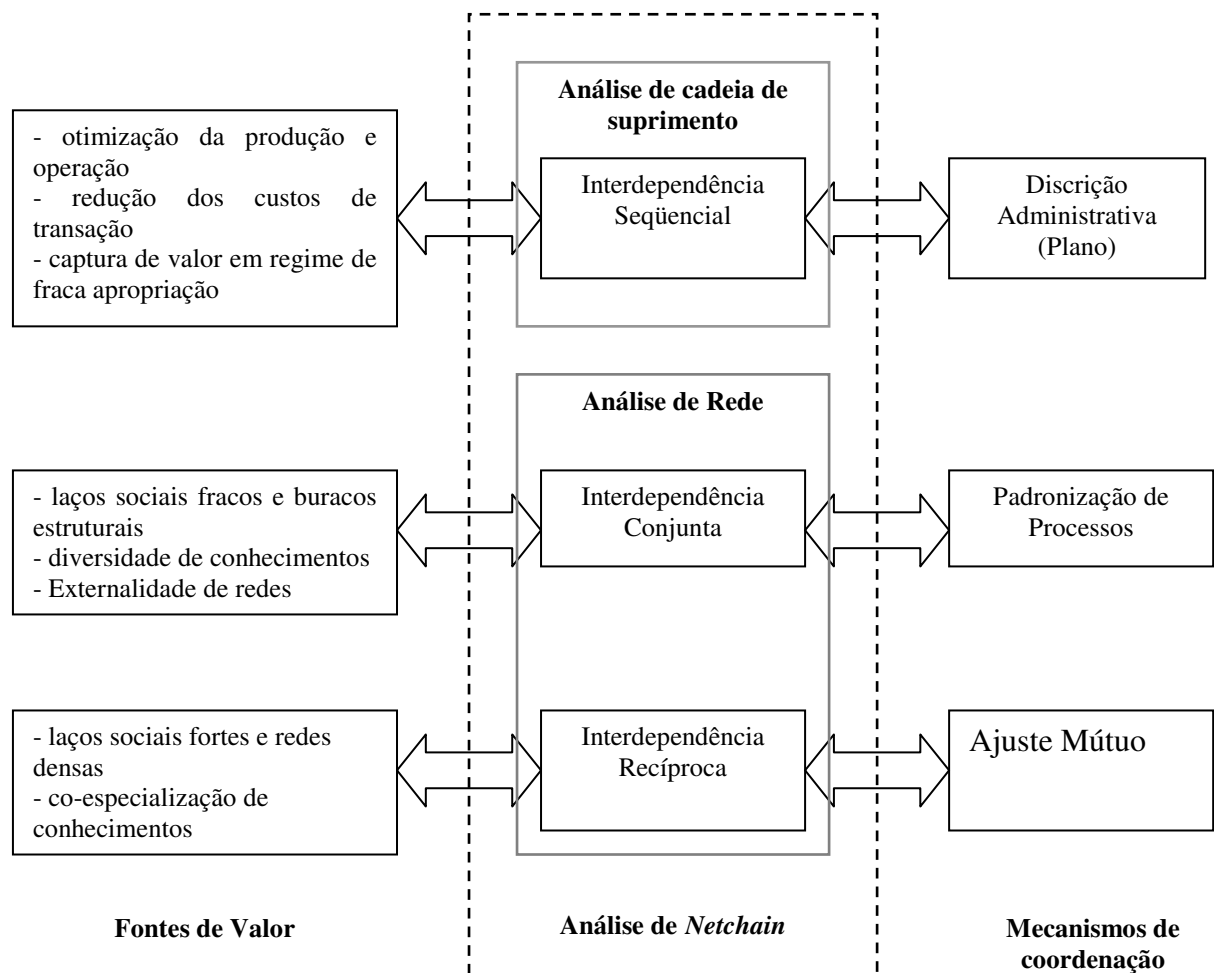 Análise de cadeia de
suprimento
- otimização da produção e
operação
- redução dos custos de
transação
- captura de valor em regime de
fraca apropriação
Interdependência
Seqüencial
Discrição
Administrativa
(Plano)
Análise de Rede
- laços sociais fracos e buracos
estruturais
- diversidade de conhecimentos
- Externalidade de redes
Interdependência
Conjunta
Padronização de
Processos
- laços sociais fortes e redes
densas
- co-especialização de
conhecimentos
Interdependência
Recíproca
Ajuste Mútuo
Fontes de Valor
Análise de Netchain
Mecanismos de
coordenação